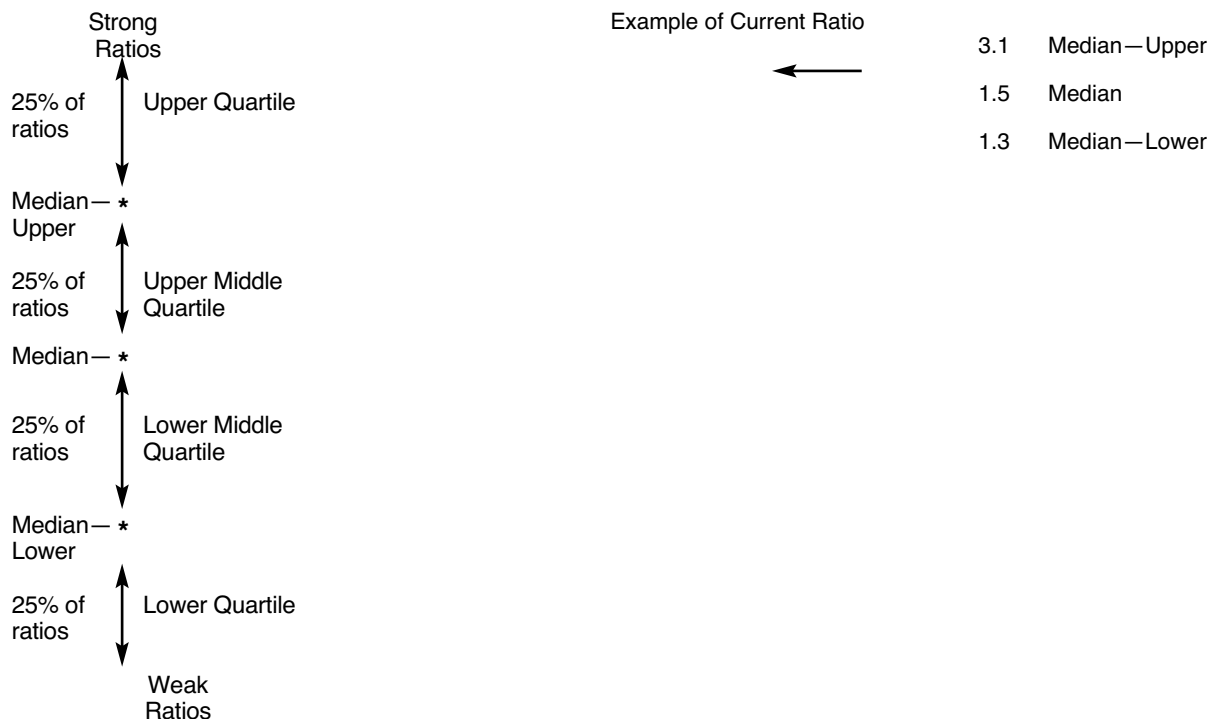 Strong
Ratios
25% of
ratios
Upper Quartile
Median— *
Upper
25% of
ratios
Upper Middle
Quartile
Median— *
25% of
ratios
Lower Middle
Quartile
Median— *
Lower
25% of
ratios
Lower Quartile
Weak
Ratios
Example of Current Ratio
3.1 Median—Upper
1.5 Median
1.3 Median—Lower